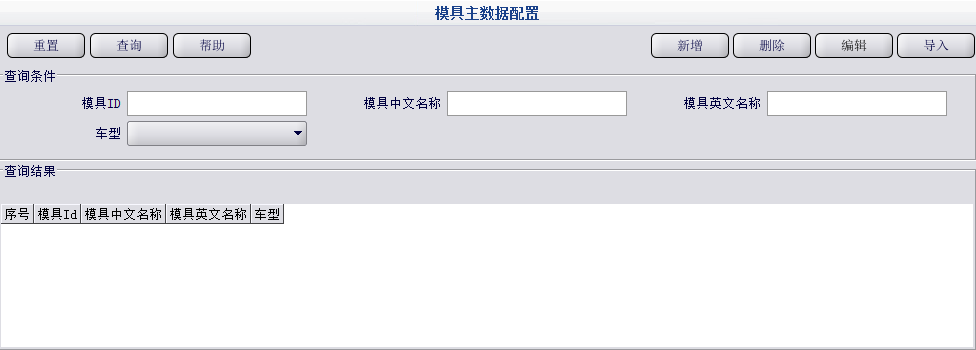 模具主数据配置
重置 查询 帮助 新增 删除 编辑 导入
查询条件
模具ID 模具中文名称 模具英文名称
车型
查询结果
序号 模具Id 模具中文名称 模具英文名称 车型